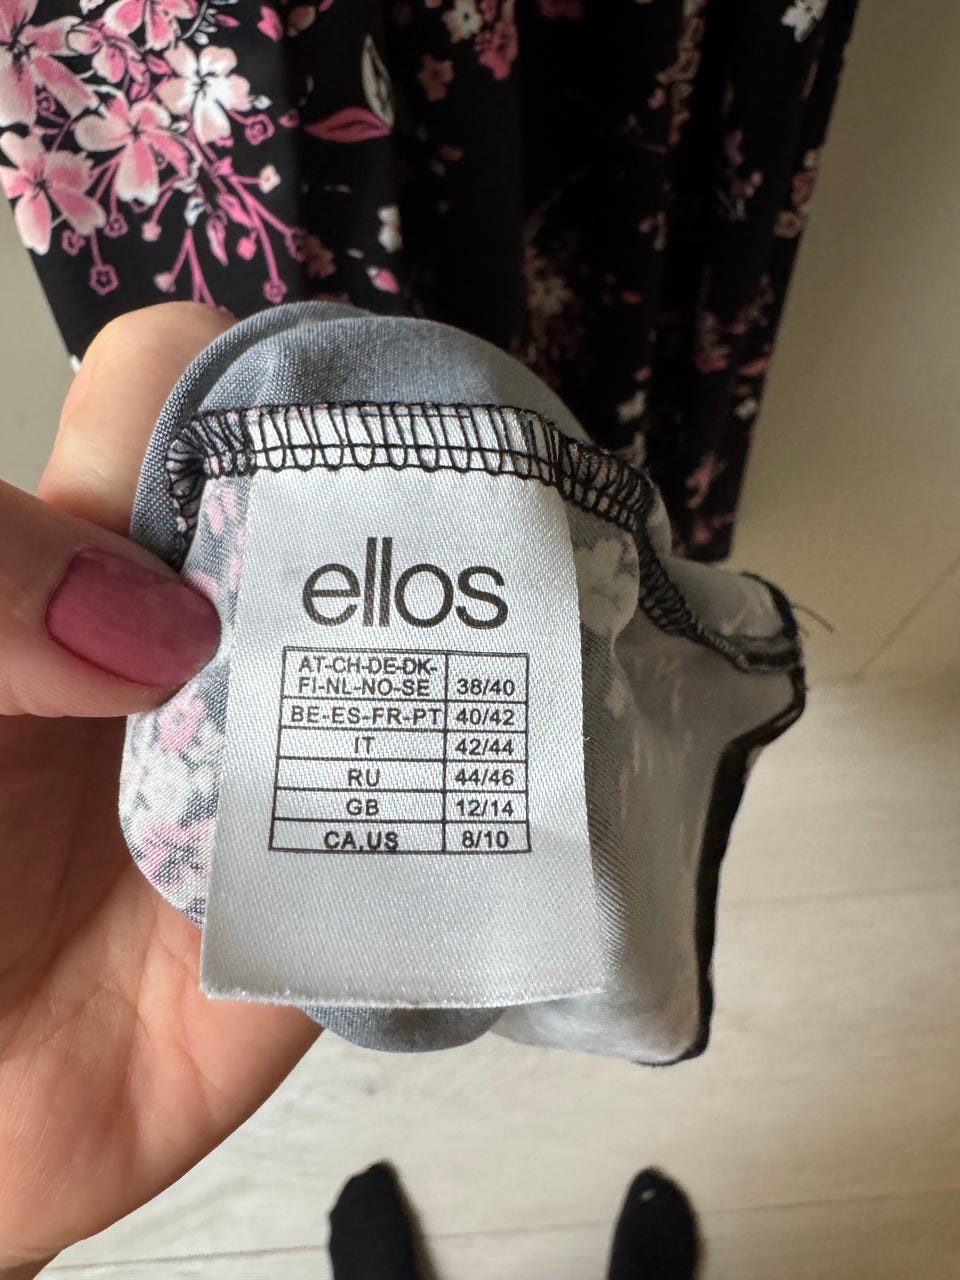 ellos
AT-CH-DE-DK-
FI-NL-NO-SE 38/40
BE-ES-FR-PT 40/42
IT 42/44
RU 44/46
GB 12/14
CA,US 8/10